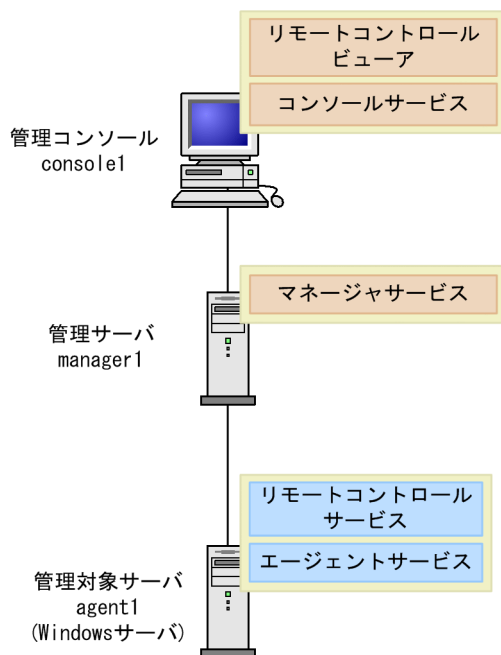 リモートコントロール
ビューア
コンソールサービス
管理コンソール
console1
マネージャサービス
管理サーバ
manager1
リモートコントロール
サービス
エージェントサービス
管理対象サーバ
agent1
(Windowsサーバ)